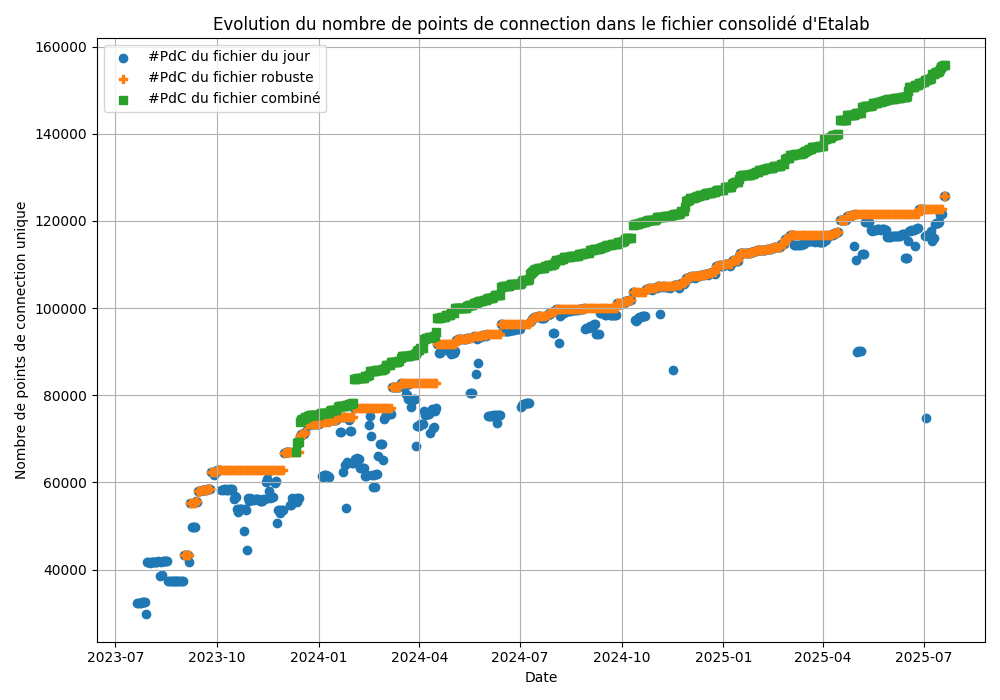 Evolution du nombre de points de connection dans le fichier consolidé d'Etalab
#PdC du fichier du jour
#PdC du fichier robuste
#PdC du fichier combiné
Nombre de points de connection unique
160000
140000
120000
100000
80000
60000
40000
2023-07 2023-10 2024-01 2024-04 2024-07 2024-10 2025-01 2025-04 2025-07
Date